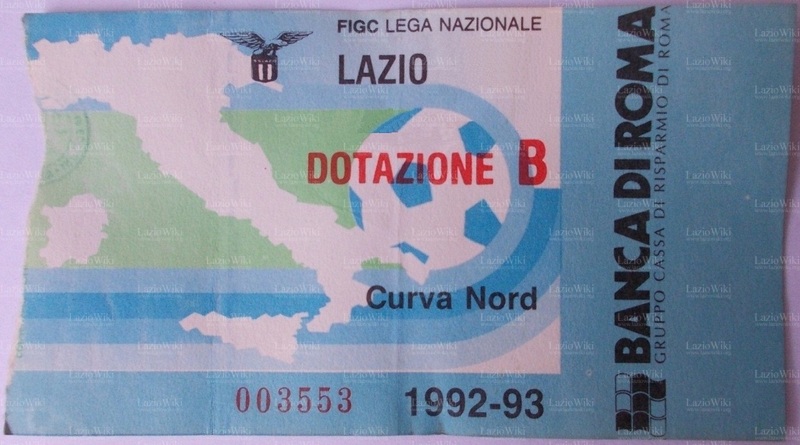 FIGC LEGA NAZIONALE
LAZIO
DOTAZIONE B
Curva Nord
003553 1992-93
BANCA DI ROMA
GRUPPO CASSA DI RISPARMIO DI ROMA
LazioWiki